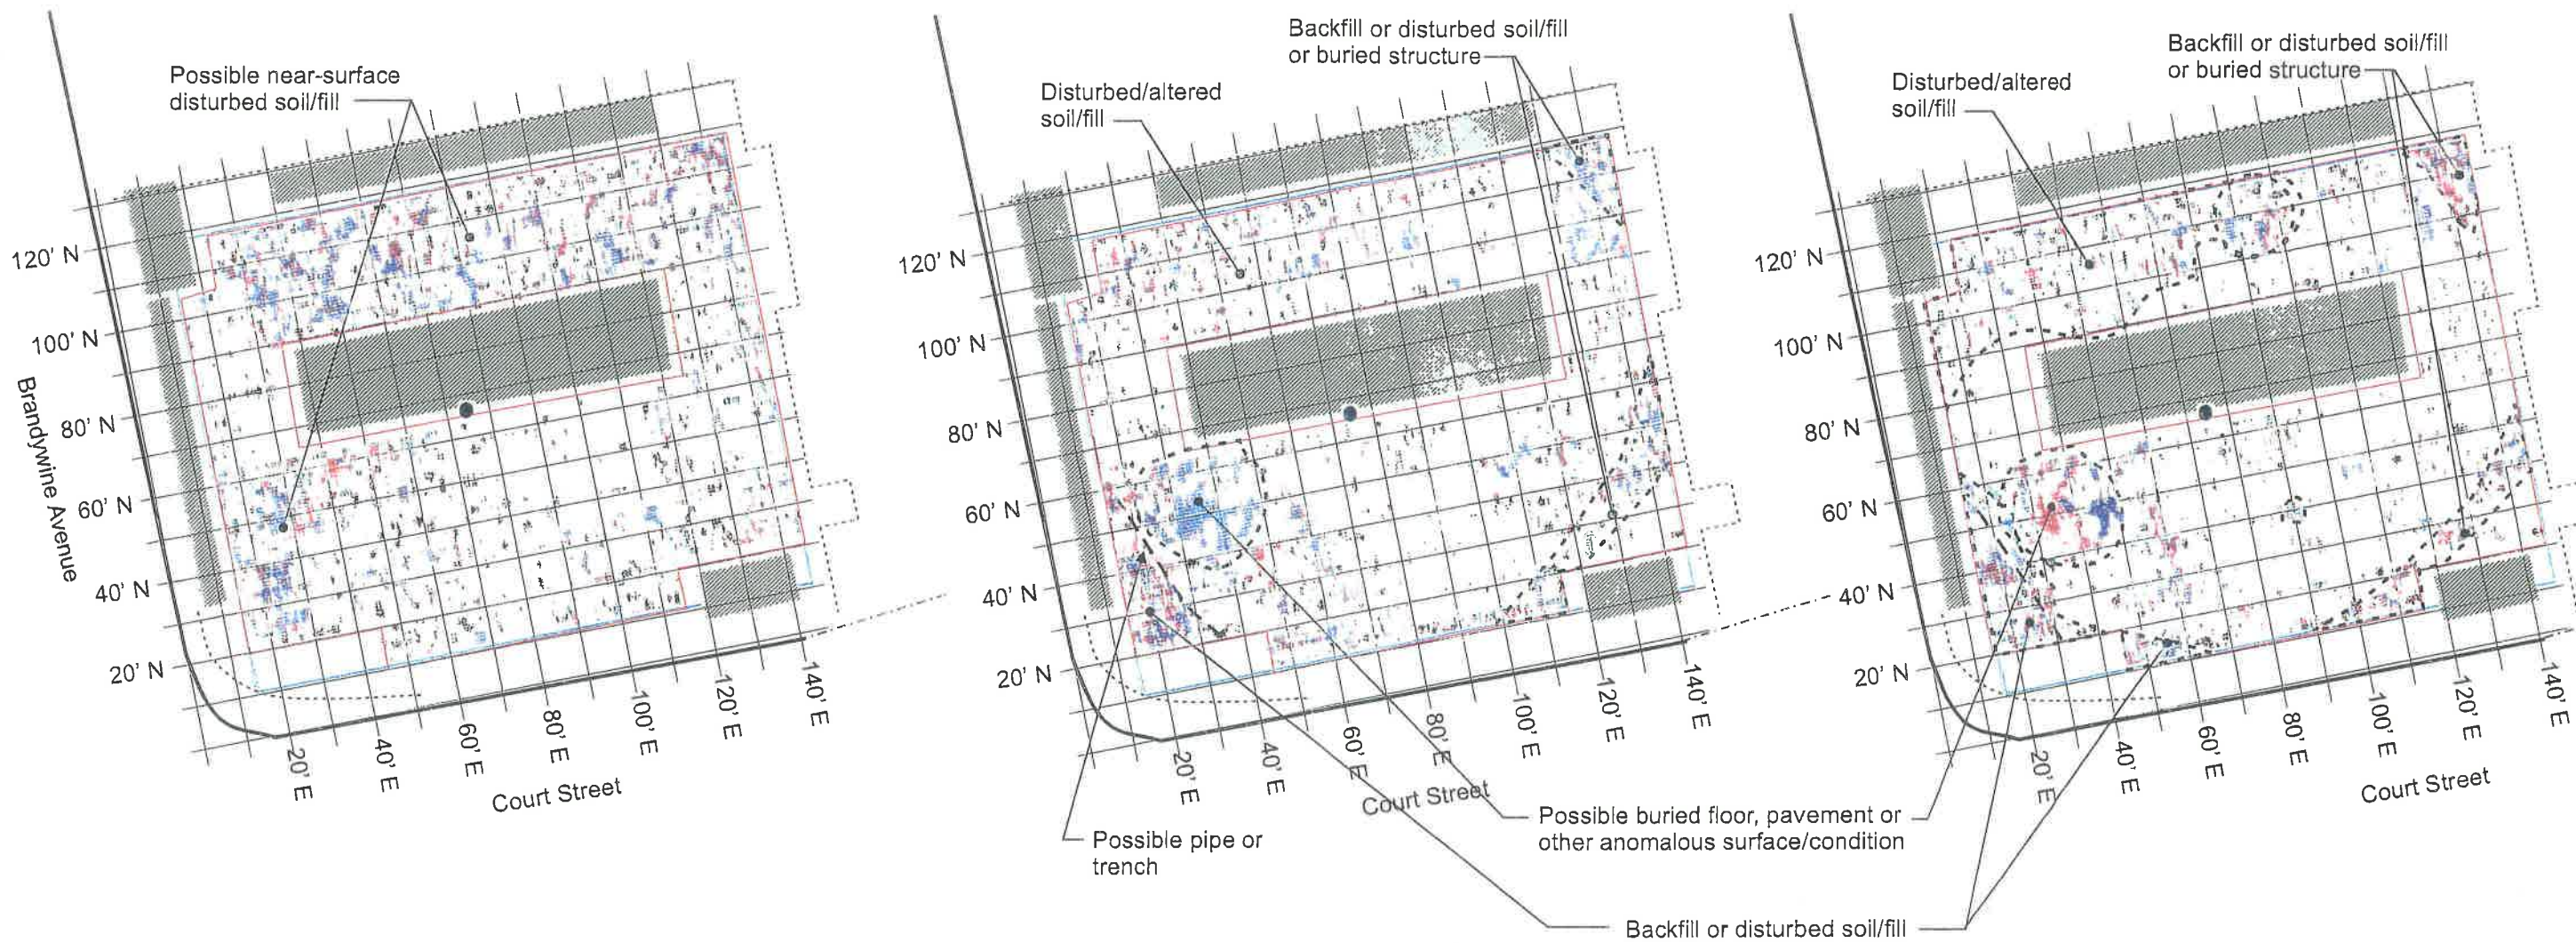 Possible near-surface
disturbed soil/fill
120' N
100' N
80' N
60' N
40' N
20' N
Brandywine Avenue
20' E
40' E
60' E
80' E
100' E
120' E
140' E
Court Street
Backfill or disturbed soil/fill
or buried structure
Disturbed/altered
soil/fill
120' N
100' N
80' N
60' N
40' N
20' N
20' E
40' E
60' E
80' E
100' E
120' E
140' E
Court Street
Possible pipe or
trench
Backfill or disturbed soil/fill
or buried structure
Disturbed/altered
soil/fill
120' N
100' N
80' N
60' N
40' N
20' N
20' E
40' E
60' E
80' E
100' E
120' E
140' E
Court Street
Possible buried floor, pavement or
other anomalous surface/condition
Backfill or disturbed soil/fill